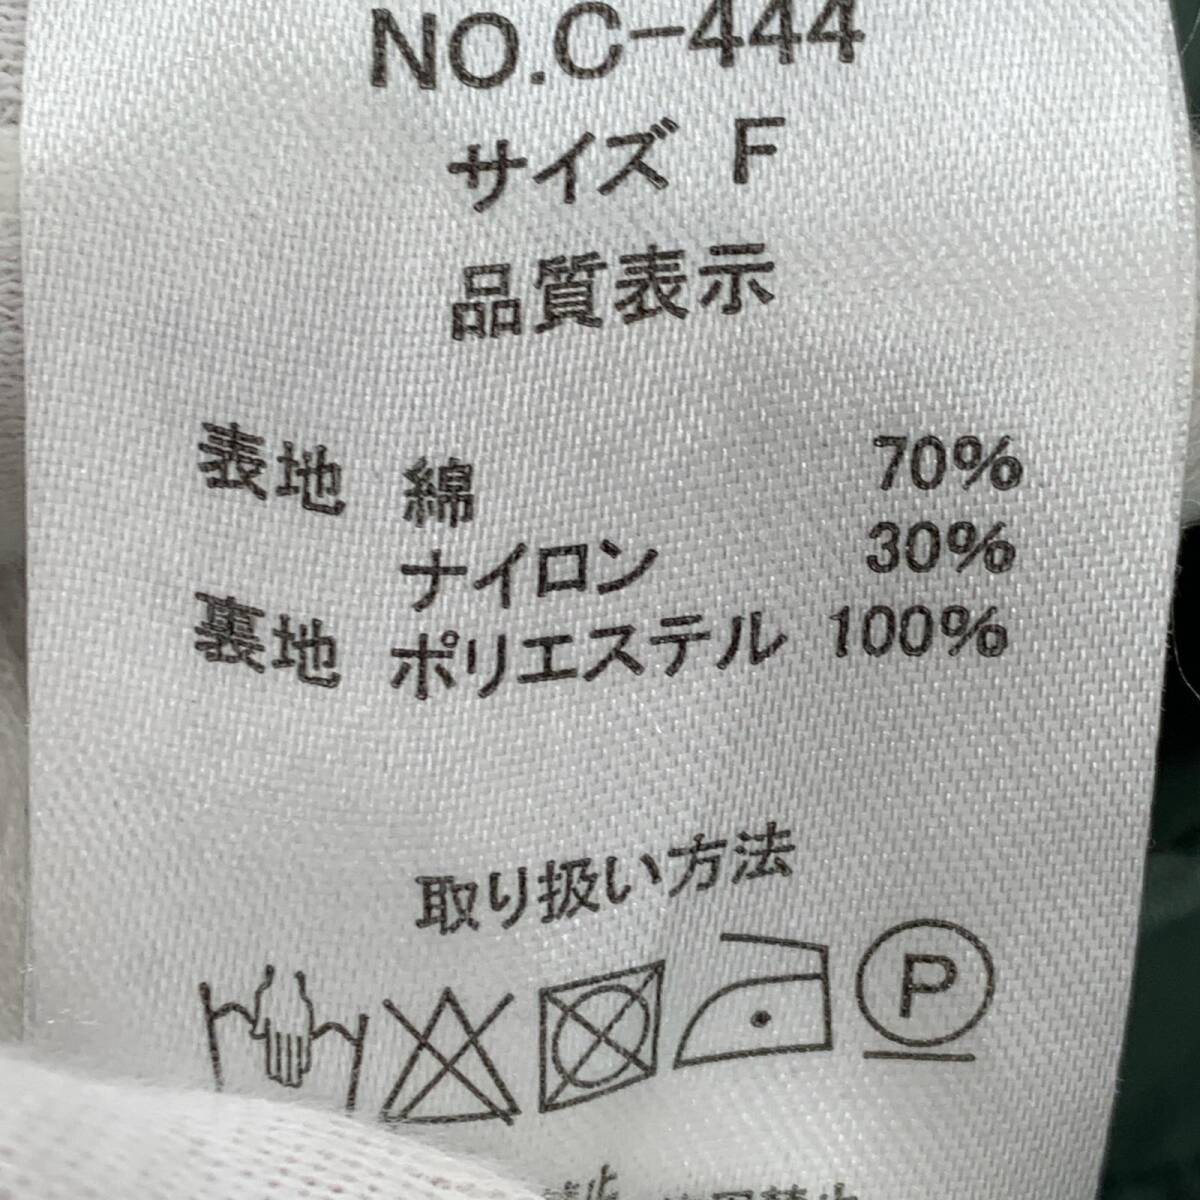 NO.C-444
サイズ F
品質表示
表地 綿 70%
ナイロン 30%
裏地 ポリエステル 100%
取り扱い方法
P